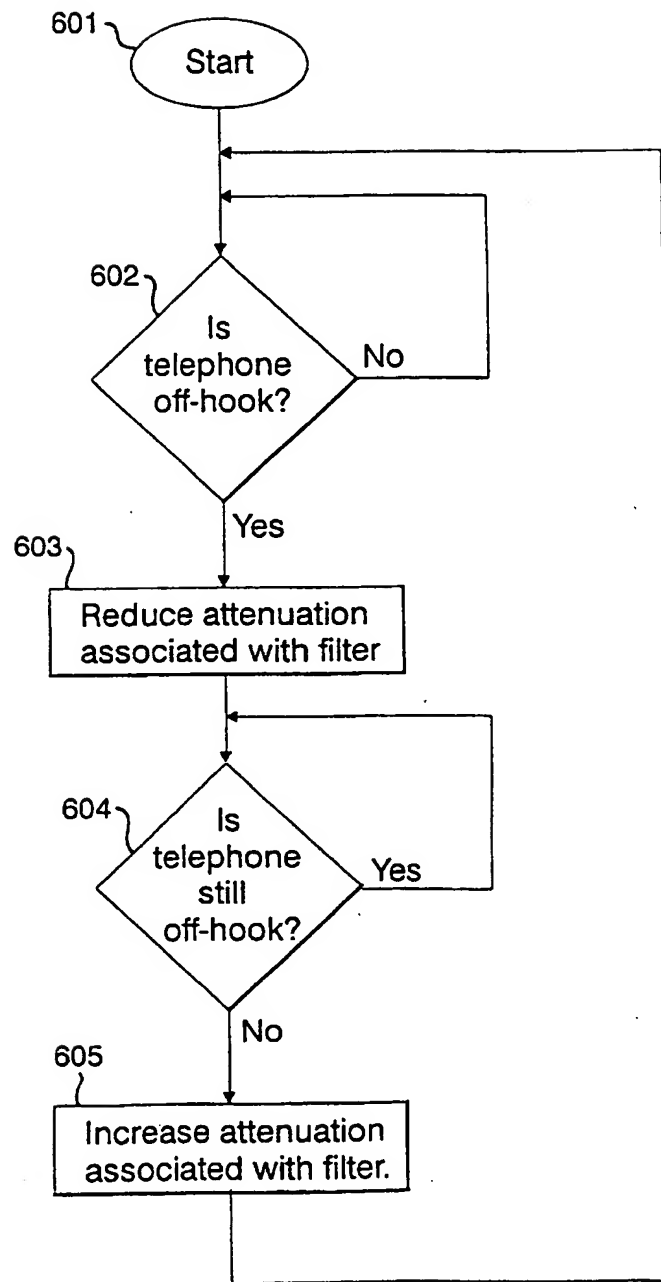 601
Start
602
Is
telephone
off-hook?
No
Yes
603
Reduce attenuation
associated with filter
604
Is
telephone
still
off-hook?
Yes
No
605
Increase attenuation
associated with filter.